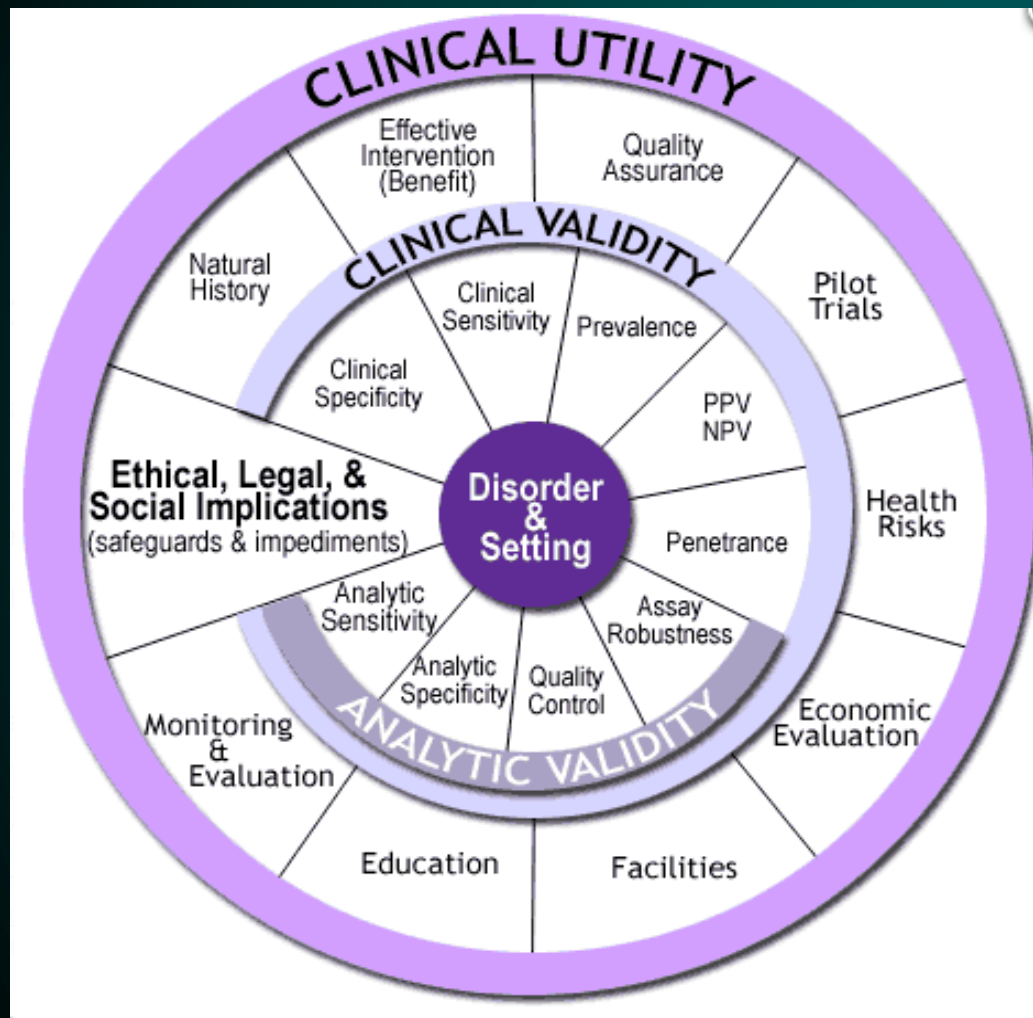 CLINICAL UTILITY
Effective
Intervention
(Benefit)
Quality
Assurance
Natural
History
Pilot
Trials
Health
Risks
Economic
Evaluation
Facilities
Education
Monitoring
&
Evaluation
Ethical, Legal, &
Social Implications
(safeguards & impediments)
CLINICAL VALIDITY
Clinical
Specificity
Clinical
Sensitivity
Prevalence
PPV
NPV
Penetrance
Assay
Robustness
Quality
Control
Analytic
Specificity
Analytic
Sensitivity
ANALYTIC VALIDITY
Disorder
&
Setting